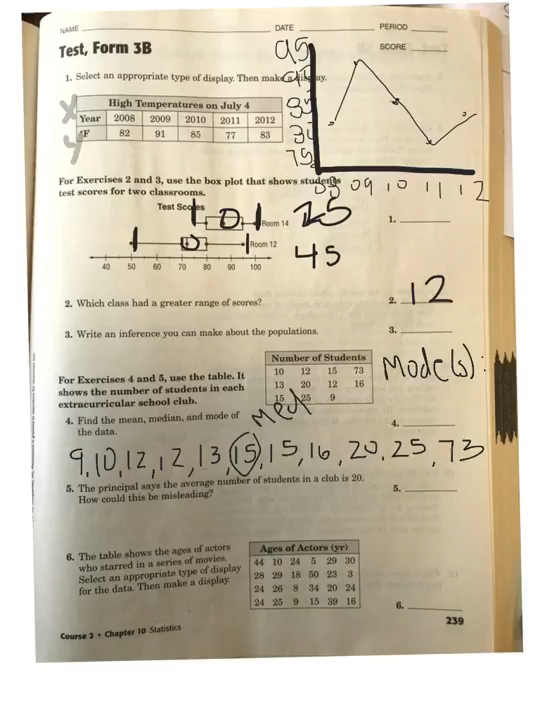 NAME DATE PERIOD
Test, Form 3B
SCORE
1. Select an appropriate type of display. Then make a display.
95
75
08 09 10 11 12
X
y
High Temperatures on July 4
Year 2008 2009 2010 2011 2012
°F 82 91 85 77 83
For Exercises 2 and 3, use the box plot that shows students
test scores for two classrooms.
Test Scores
Room 14
25
Room 12
45
40 50 60 70 80 90 100
1.
2. Which class had a greater range of scores?
2. 12
3. Write an inference you can make about the populations.
3.
Mode(s):
For Exercises 4 and 5, use the table. It
shows the number of students in each
extracurricular school club.
Number of Students
10 12 15 73
13 20 12 16
15 25 9
Med
4. Find the mean, median, and mode of
the data.
4.
9, 10, 12, 12, 13, 15, 15, 16, 20, 25, 73
5. The principal says the average number of students in a club is 20.
How could this be misleading?
5.
6. The table shows the ages of actors
who starred in a series of movies.
Select an appropriate type of display
for the data. Then make a display.
Ages of Actors (yr)
44 10 24 5 29 30
28 29 18 50 23 3
24 26 8 34 20 24
24 25 9 15 39 16
6.
Course 2 • Chapter 10 Statistics
239